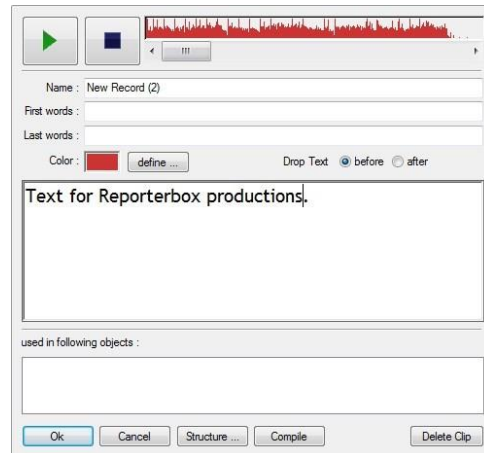 Name : New Record (2)
First words :
Last words :
Color : define ... Drop Text before after
Text for Reporterbox productions.
used in following objects :
Ok Cancel Structure ... Compile Delete Clip